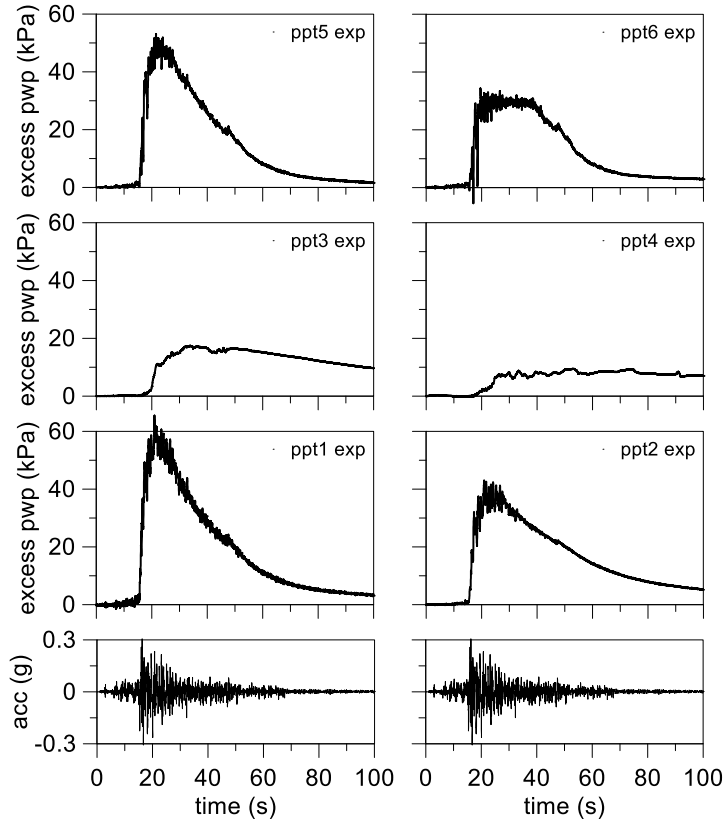 60
40
20
0
excess pwp (kPa)
ppt5 exp
ppt6 exp
60
40
20
0
excess pwp (kPa)
ppt3 exp
ppt4 exp
60
40
20
0
excess pwp (kPa)
ppt1 exp
ppt2 exp
0.3
0
-0.3
acc (g)
0 20 40 60 80 100
0 20 40 60 80 100
time (s)
time (s)